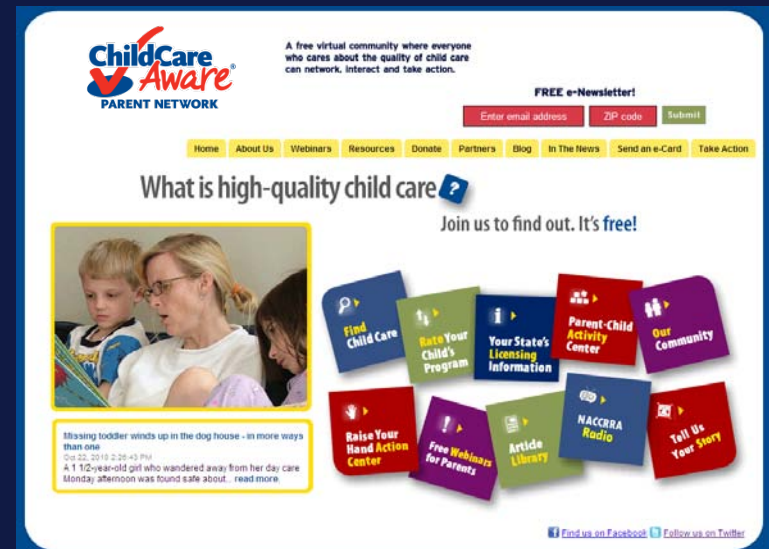 ChildCare
Aware®
PARENT NETWORK
A free virtual community where everyone
who cares about the quality of child care
can network, interact and take action.
FREE e-Newsletter!
Enter email address
ZIP code
Submit
Home
About Us
Webinars
Resources
Donate
Partners
Blog
In The News
Send an e-Card
Take Action
What is high-quality child care ?
Join us to find out. It's free!
Find
Child Care
Rate Your
Child's
Program
Your State's
Licensing
Information
Parent-Child
Activity
Center
Our
Community
Raise Your
Hand Action
Center
Free Webinars
for Parents
Article
Library
NACCRRA
Radio
Tell Us
Your Story
Missing toddler winds up in the dog house - in more ways
than one
Oct 22, 2010 2:26:43 PM
A 1 1/2-year-old girl who wandered away from her day care
Monday afternoon was found safe about... read more
Find us on Facebook
Follow us on Twitter